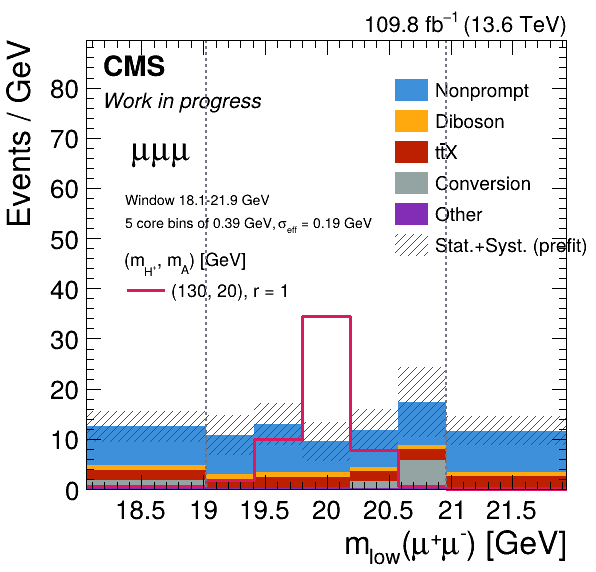 109.8 fb⁻¹ (13.6 TeV)
Events / GeV
CMS
Work in progress
μμμ
Window 18.1-21.9 GeV
5 core bins of 0.39 GeV, σ_eff = 0.19 GeV
(m_H⁺, m_A) [GeV]
(130, 20), r = 1
Nonprompt
Diboson
tt̄X
Conversion
Other
Stat.+Syst. (prefit)
80
70
60
50
40
30
20
10
0
18.5 19 19.5 20 20.5 21 21.5
m_low(μ⁺μ⁻) [GeV]